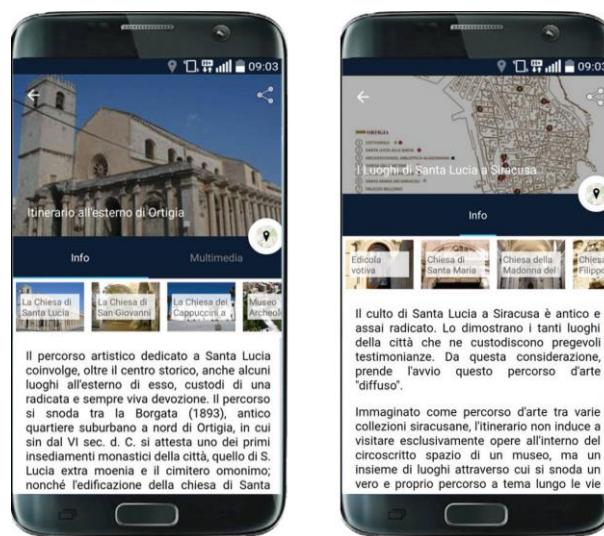 09:03
Itinerario all'esterno di Ortigia
Info
Multimedia
La Chiesa di
Santa Lucia
La Chiesa di
San Giovanni
La Chiesa dei
Cappuccini a
Museo
Archeol
Il percorso artistico dedicato a Santa Lucia
coinvolge, oltre il centro storico, anche alcuni
luoghi all'esterno di esso, custodi di una
radicata e sempre viva devozione. Il percorso
si snoda tra la Borgata (1893), antico
quartiere suburbano a nord di Ortigia, in cui
sin dal VI sec. d. C. si attesta uno dei primi
insediamenti monastici della città, quello di S.
Lucia extra moenia e il cimitero omonimo;
nonché l'edificazione della chiesa di Santa
09:03
ORTIGIA
I Luoghi di Santa Lucia a Siracusa
Info
Edicola
votiva
Chiesa di
Santa Maria
Chiesa della
Madonna del
Chiesa
Filippo
Il culto di Santa Lucia a Siracusa è antico e
assai radicato. Lo dimostrano i tanti luoghi
della città che ne custodiscono pregevoli
testimonianze. Da questa considerazione,
prende l'avvio questo percorso d'arte
"diffuso".
Immaginato come percorso d'arte tra varie
collezioni siracusane, l'itinerario non induce a
visitare esclusivamente opere all'interno del
circoscritto spazio di un museo, ma un
insieme di luoghi attraverso cui si snoda un
vero e proprio percorso a tema lungo le vie